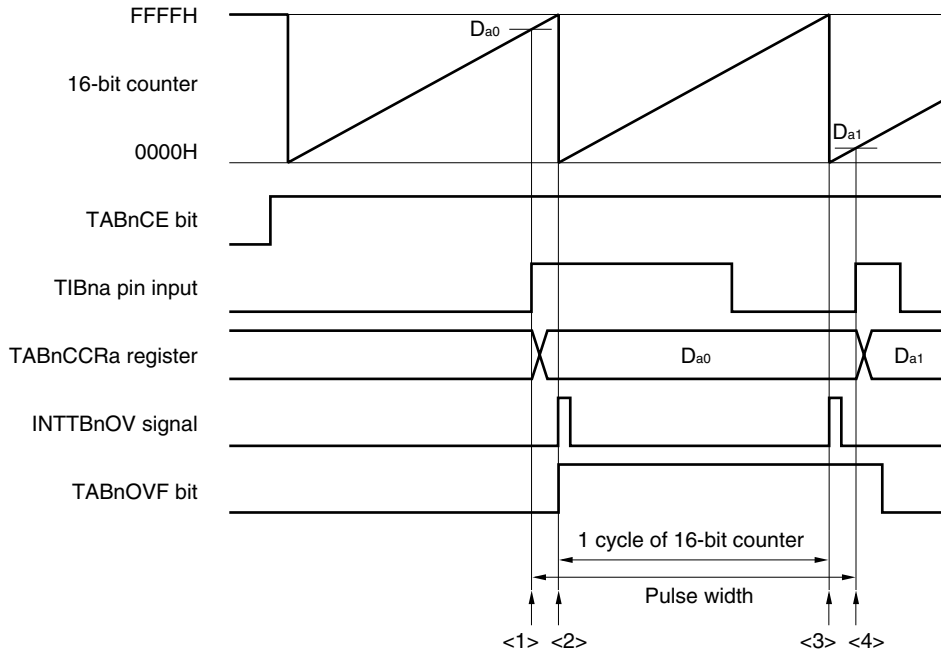 FFFFH
Da0
16-bit counter
Da1
0000H
TABnCE bit
TIBna pin input
TABnCCRa register
Da0
Da1
INTTBnOV signal
TABnOVF bit
1 cycle of 16-bit counter
Pulse width
<1> <2> <3> <4>